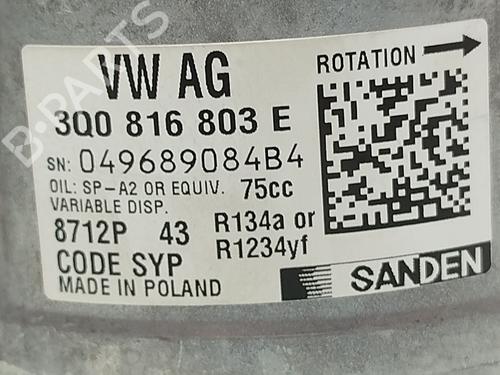 VW AG
ROTATION
3Q0 816 803 E
SN: 049689084B4
OIL: SP-A2 OR EQUIV. 75cc
VARIABLE DISP.
8712P 43 R134a or
R1234yf
CODE SYP
MADE IN POLAND
SANDEN
B-PARTS